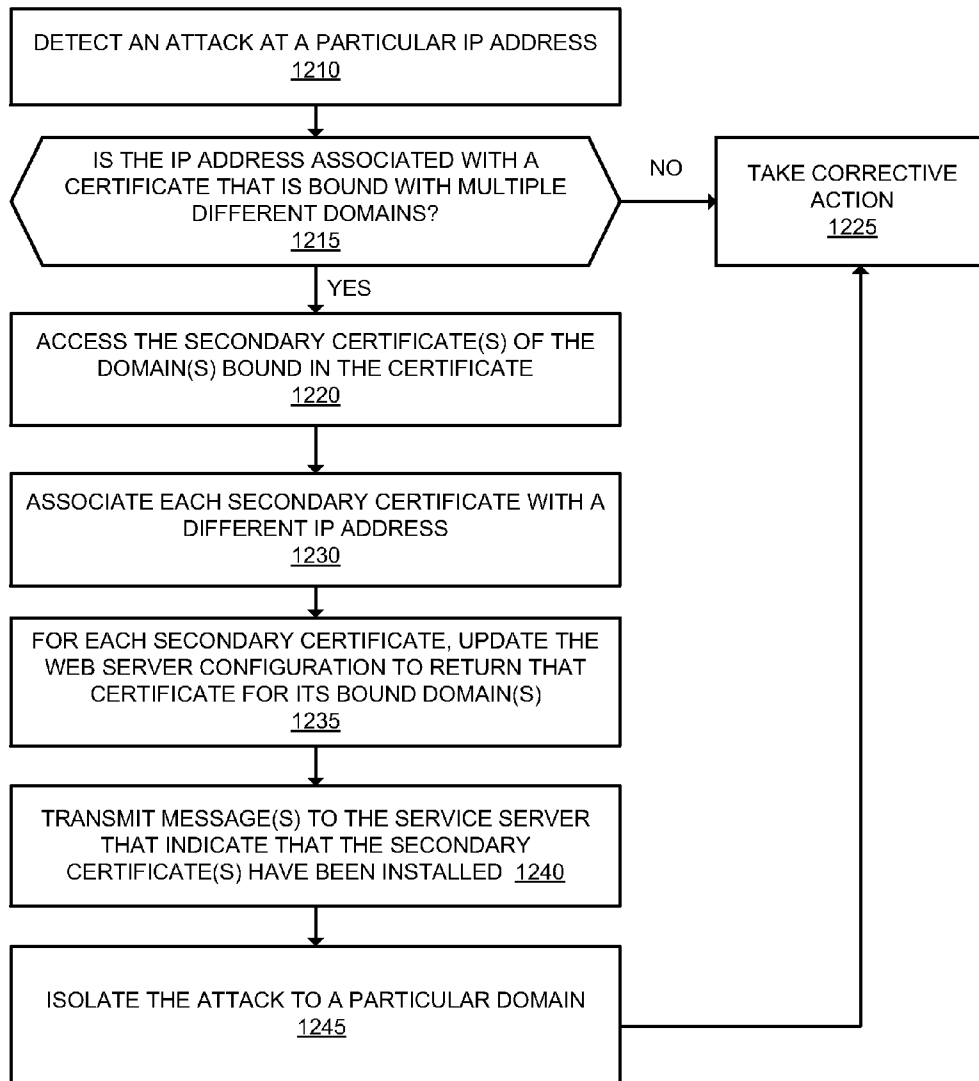 DETECT AN ATTACK AT A PARTICULAR IP ADDRESS
1210
IS THE IP ADDRESS ASSOCIATED WITH A
CERTIFICATE THAT IS BOUND WITH MULTIPLE
DIFFERENT DOMAINS?
1215
NO
TAKE CORRECTIVE
ACTION
1225
YES
ACCESS THE SECONDARY CERTIFICATE(S) OF THE
DOMAIN(S) BOUND IN THE CERTIFICATE
1220
ASSOCIATE EACH SECONDARY CERTIFICATE WITH A
DIFFERENT IP ADDRESS
1230
FOR EACH SECONDARY CERTIFICATE, UPDATE THE
WEB SERVER CONFIGURATION TO RETURN THAT
CERTIFICATE FOR ITS BOUND DOMAIN(S)
1235
TRANSMIT MESSAGE(S) TO THE SERVICE SERVER
THAT INDICATE THAT THE SECONDARY
CERTIFICATE(S) HAVE BEEN INSTALLED 1240
ISOLATE THE ATTACK TO A PARTICULAR DOMAIN
1245